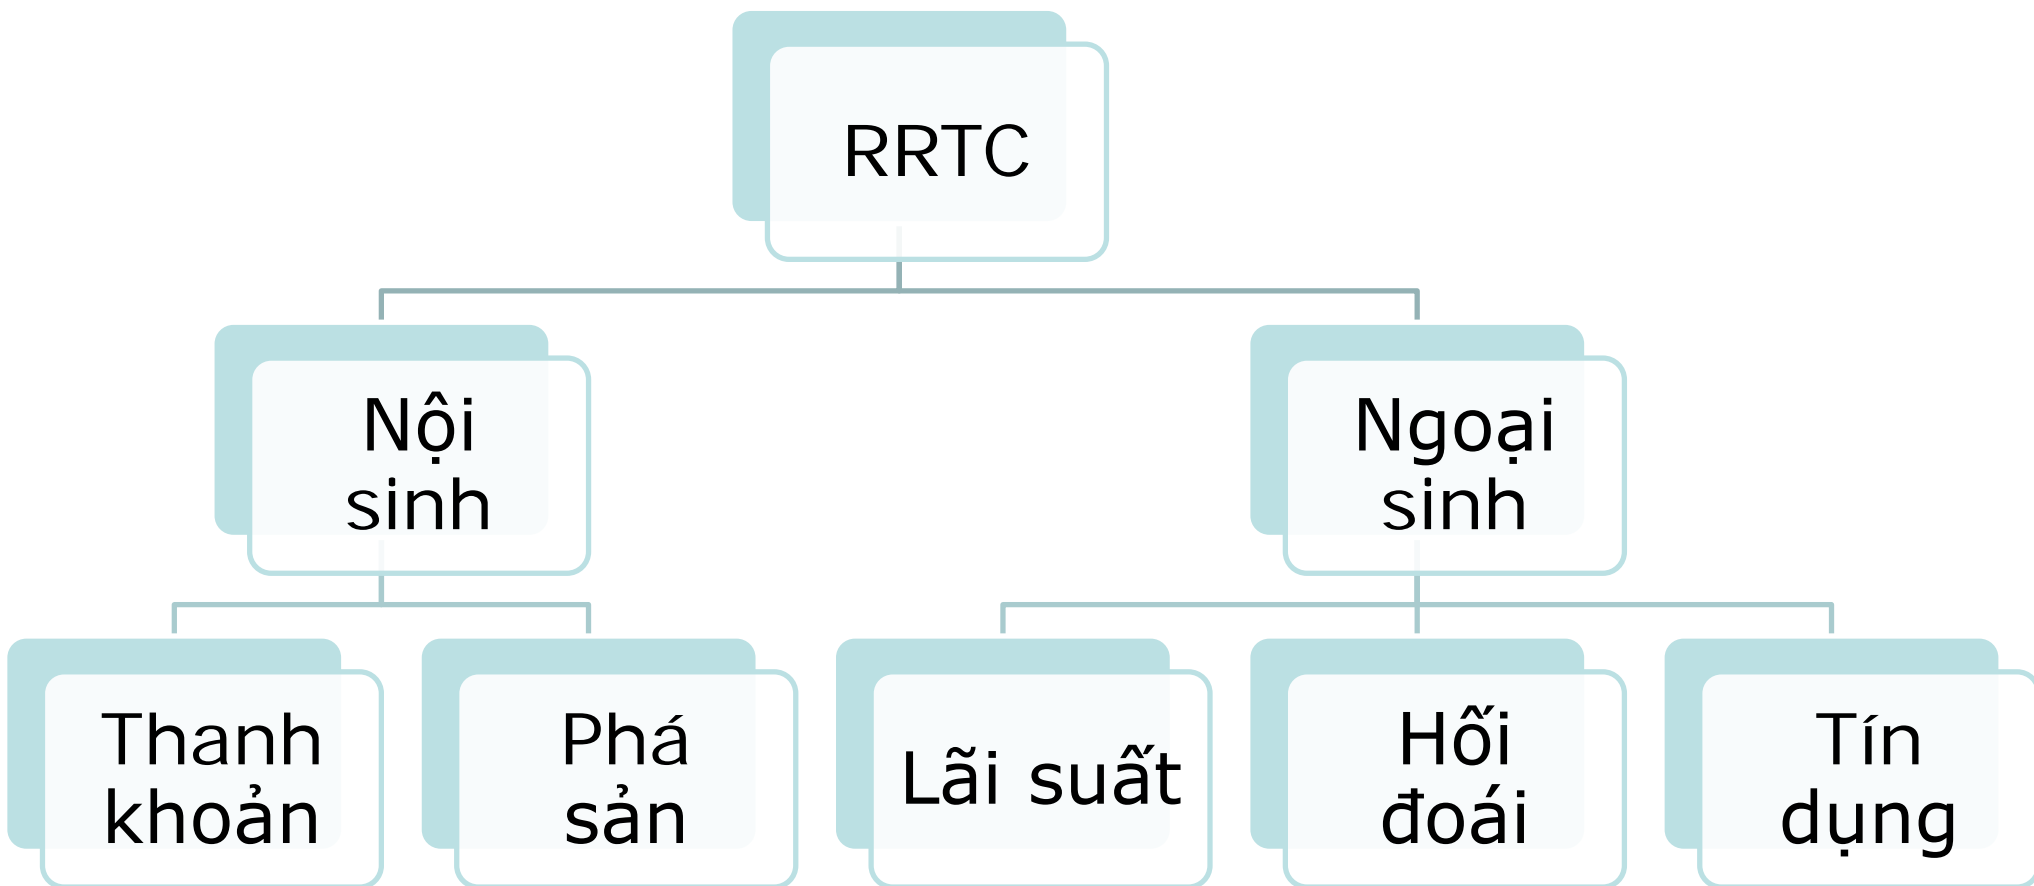 RRTC
Nội
sinh
Ngoại
sinh
Thanh
khoản
Phá
sản
Lãi suất
Hối
đoái
Tín
dụng